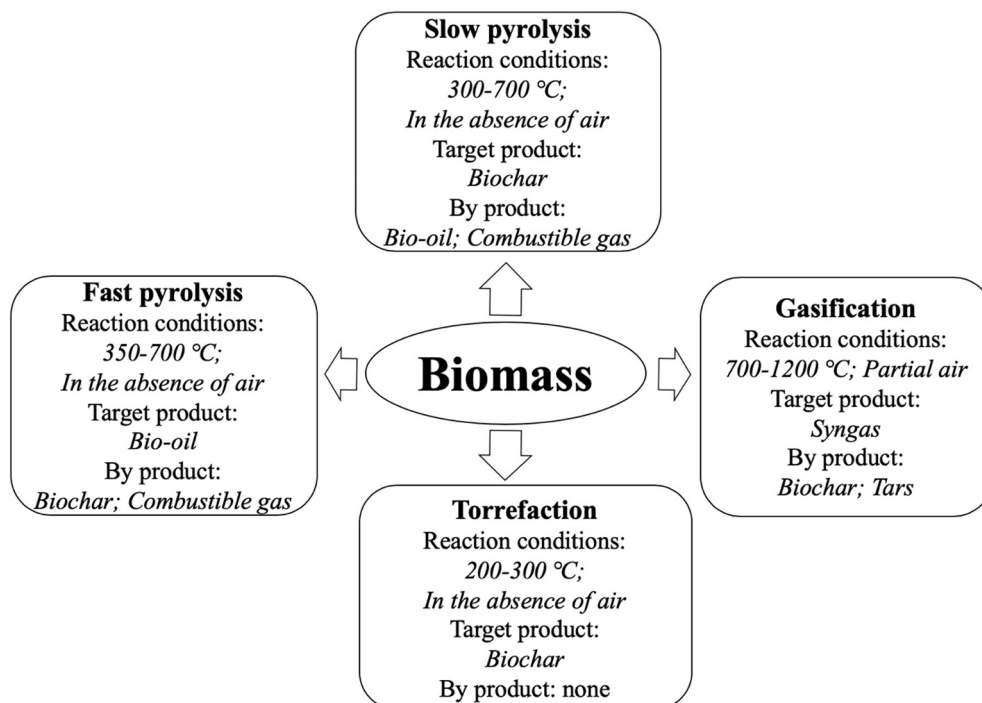 Slow pyrolysis
Reaction conditions:
300-700 °C;
In the absence of air
Target product:
Biochar
By product:
Bio-oil; Combustible gas
Fast pyrolysis
Reaction conditions:
350-700 °C;
In the absence of air
Target product:
Bio-oil
By product:
Biochar; Combustible gas
Biomass
Gasification
Reaction conditions:
700-1200 °C; Partial air
Target product:
Syngas
By product:
Biochar; Tars
Torrefaction
Reaction conditions:
200-300 °C;
In the absence of air
Target product:
Biochar
By product: none